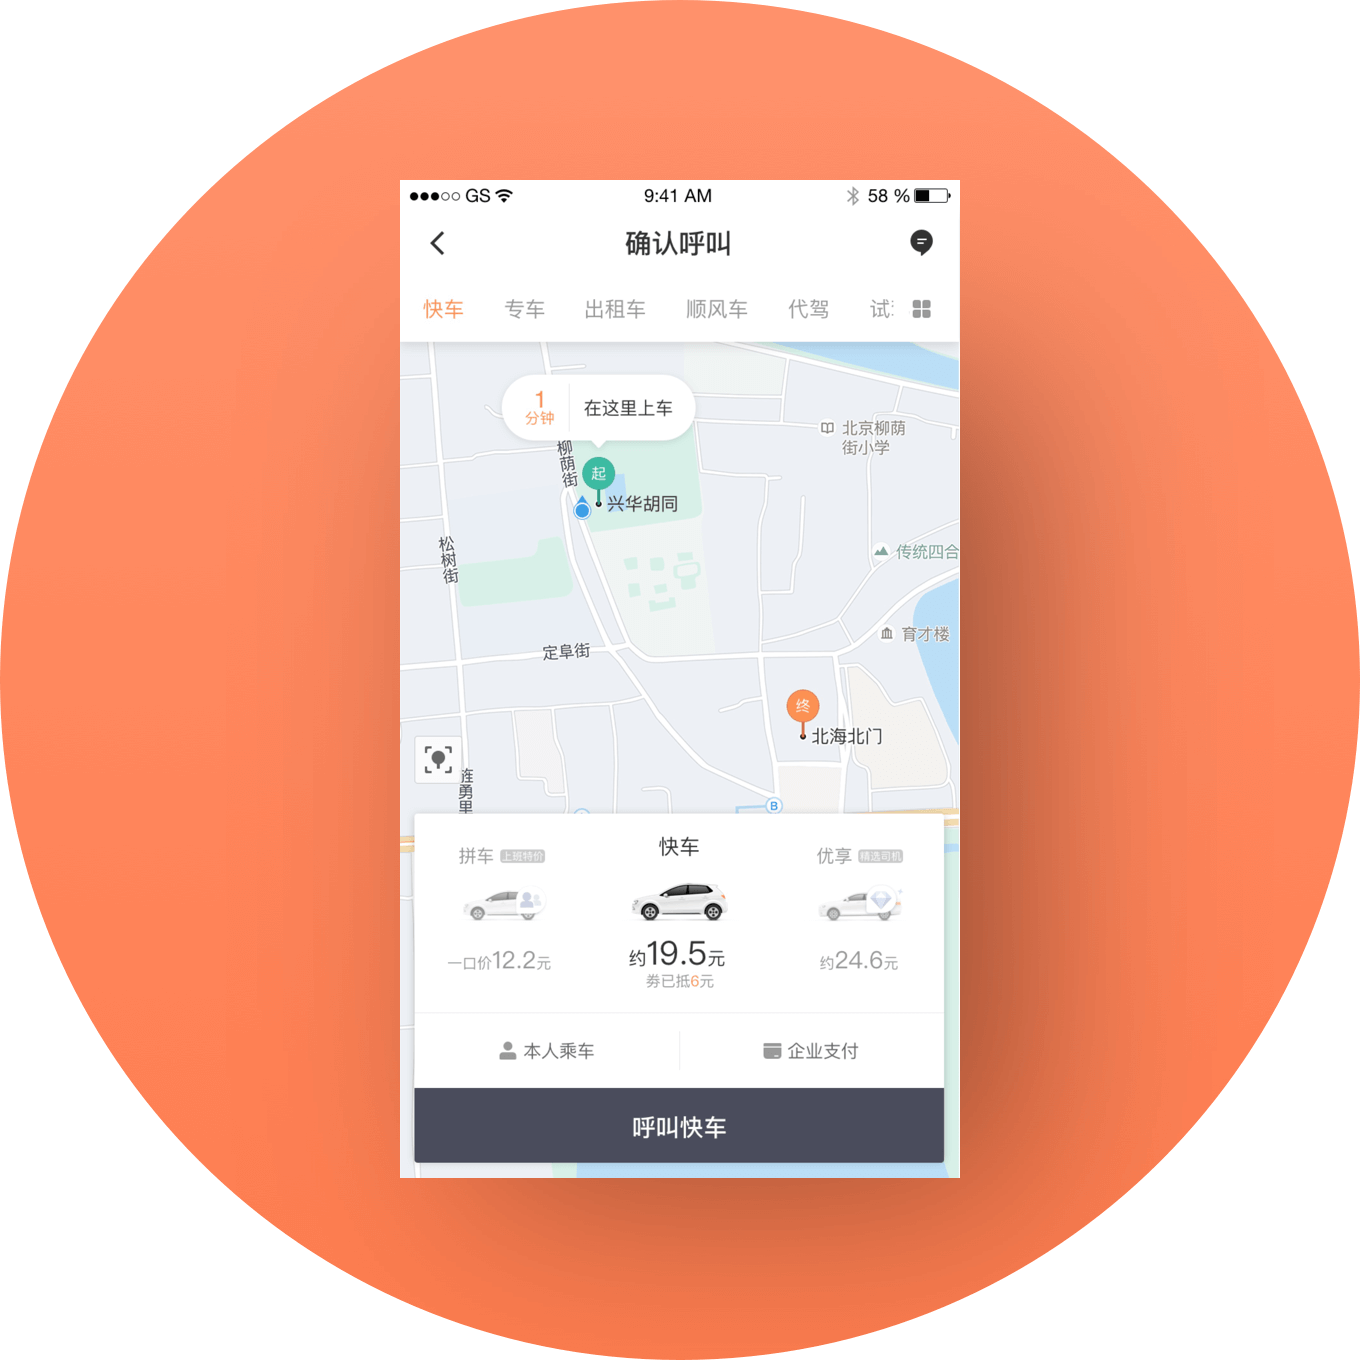 GS 9:41 AM 58 %
确认呼叫
快车 专车 出租车 顺风车 代驾 试
1
分钟
在这里上车
柳荫街
起
兴华胡同
北京柳荫
街小学
松树街
传统四合
育才楼
定阜街
终
北海北门
B
勇里
拼车 上班特价
快车
优享 精选司机
一口价12.2元
约19.5元
券已抵6元
约24.6元
本人乘车
企业支付
呼叫快车